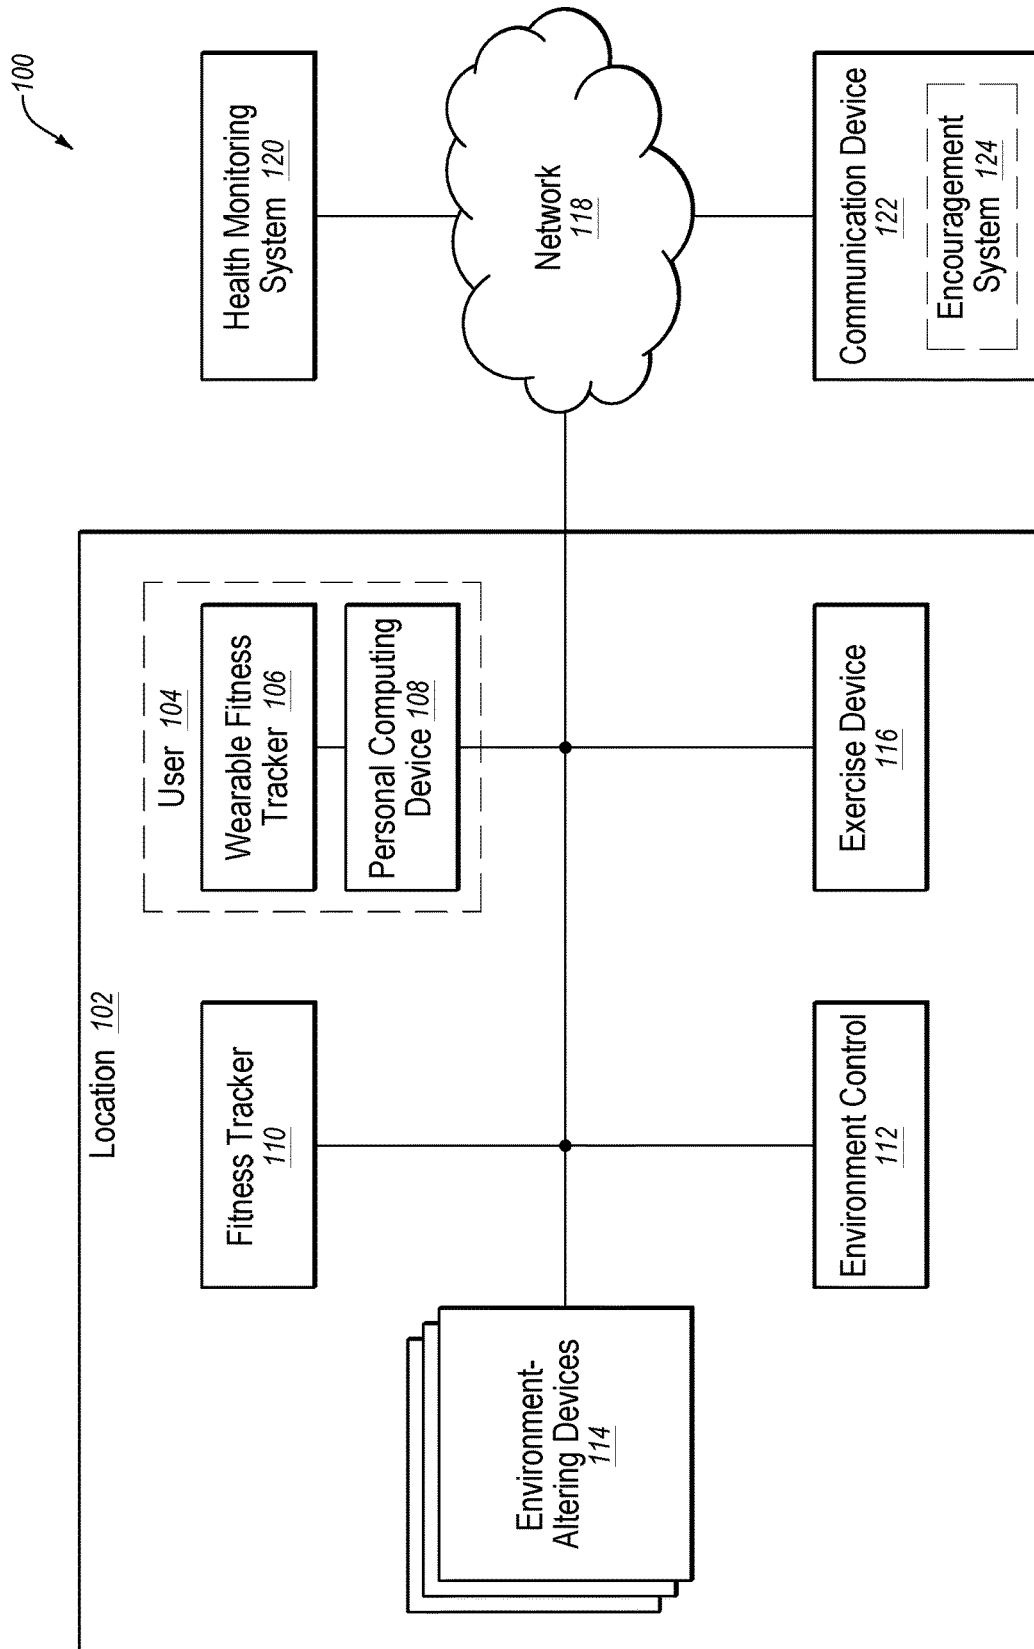 100
Location 102
Fitness Tracker
110
User 104
Wearable Fitness
Tracker 106
Personal Computing
Device 108
Health Monitoring
System 120
Environment-
Altering Devices
114
Network
118
Environment Control
112
Exercise Device
116
Communication Device
122
Encouragement
System 124